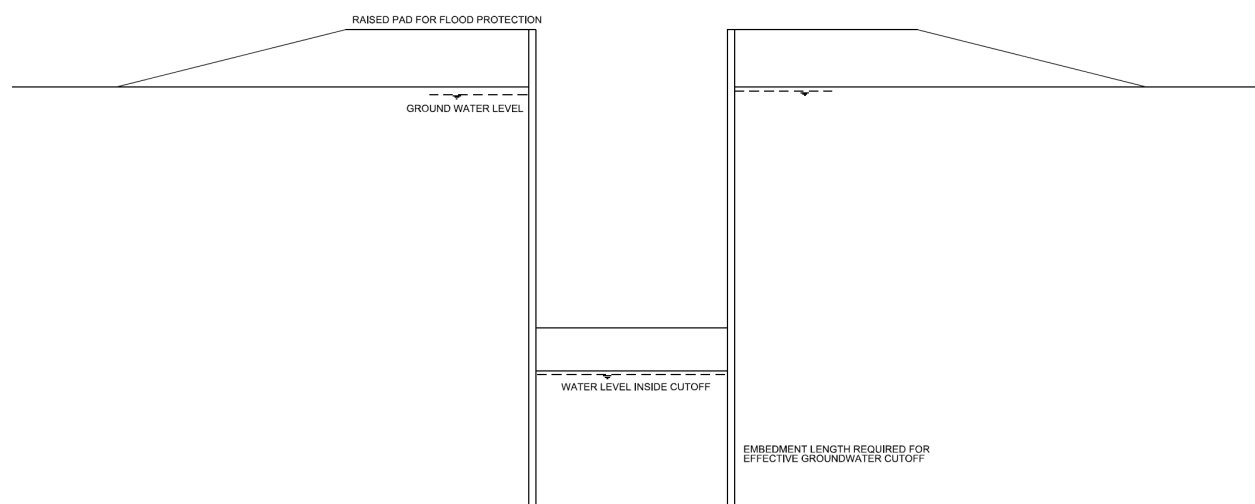 RAISED PAD FOR FLOOD PROTECTION
GROUND WATER LEVEL
WATER LEVEL INSIDE CUTOFF
EMBEDMENT LENGTH REQUIRED FOR
EFFECTIVE GROUNDWATER CUTOFF